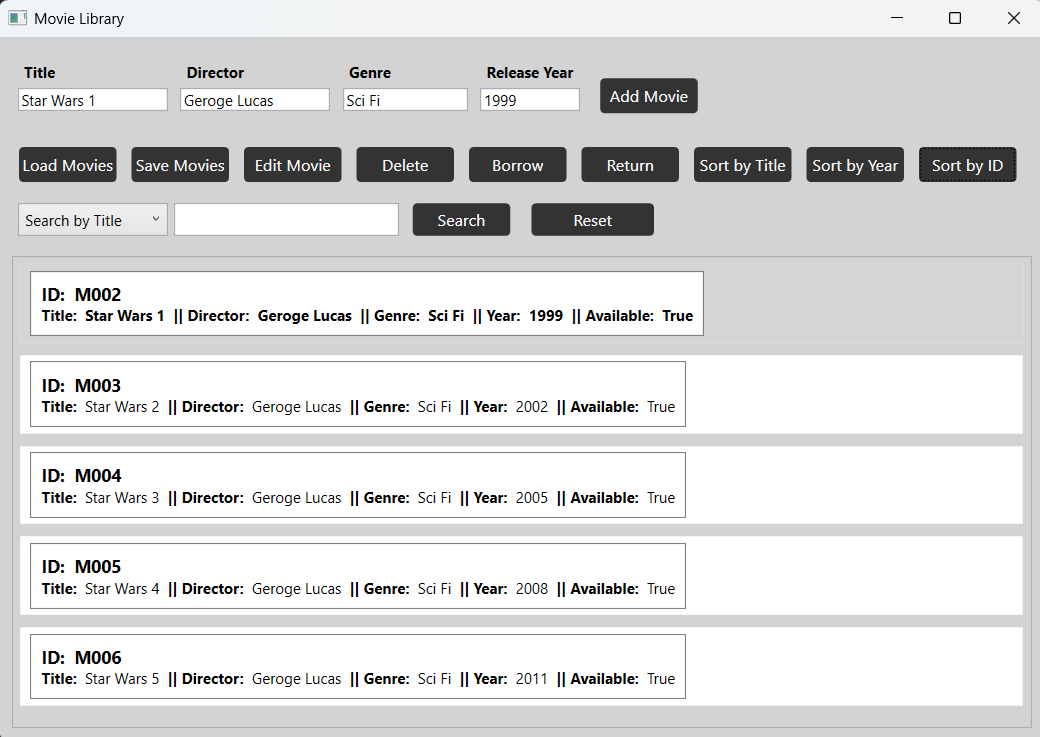 Movie Library
Title Director Genre Release Year
Star Wars 1 Geroge Lucas Sci Fi 1999 Add Movie
Load Movies Save Movies Edit Movie Delete Borrow Return Sort by Title Sort by Year Sort by ID
Search by Title Search Reset
ID: M002
Title: Star Wars 1 || Director: Geroge Lucas || Genre: Sci Fi || Year: 1999 || Available: True
ID: M003
Title: Star Wars 2 || Director: Geroge Lucas || Genre: Sci Fi || Year: 2002 || Available: True
ID: M004
Title: Star Wars 3 || Director: Geroge Lucas || Genre: Sci Fi || Year: 2005 || Available: True
ID: M005
Title: Star Wars 4 || Director: Geroge Lucas || Genre: Sci Fi || Year: 2008 || Available: True
ID: M006
Title: Star Wars 5 || Director: Geroge Lucas || Genre: Sci Fi || Year: 2011 || Available: True